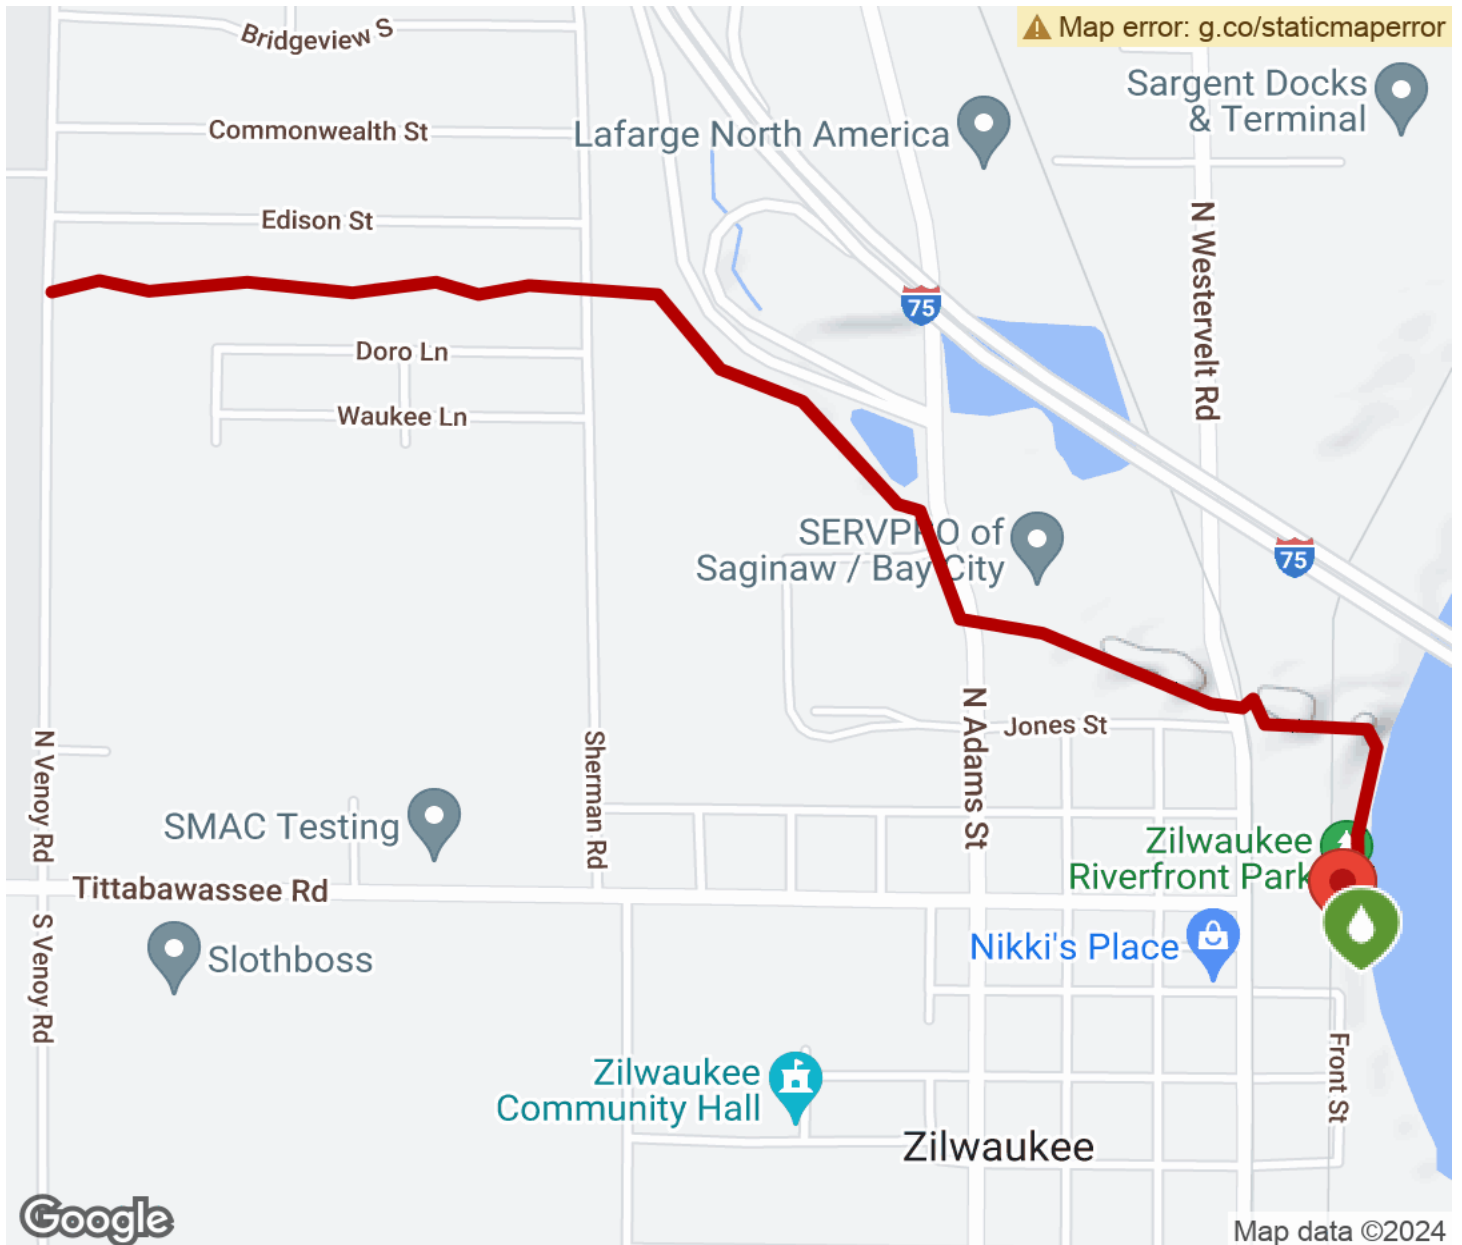 Map error: g.co/staticmaperror
Bridgeview S
Sargent Docks
& Terminal
Commonwealth St
Lafarge North America
Edison St
N Westervelt Rd
75
Doro Ln
Waukee Ln
SERVPRO of
Saginaw / Bay City
75
N Adams St
Jones St
N Venoy Rd
Sherman Rd
SMAC Testing
Zilwaukee
Riverfront Park
Tittabawassee Rd
S Venoy Rd
Slothboss
Nikki's Place
Front St
Zilwaukee
Community Hall
Zilwaukee
Google
Map data ©2024